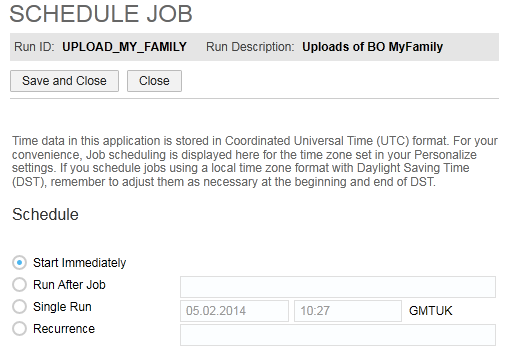 SCHEDULE JOB
Run ID: UPLOAD_MY_FAMILY Run Description: Uploads of BO MyFamily
Save and Close Close
Time data in this application is stored in Coordinated Universal Time (UTC) format. For your
convenience, Job scheduling is displayed here for the time zone set in your Personalize
settings. If you schedule jobs using a local time zone format with Daylight Saving Time
(DST), remember to adjust them as necessary at the beginning and end of DST.
Schedule
Start Immediately
Run After Job
Single Run 05.02.2014 10:27 GMTUK
Recurrence